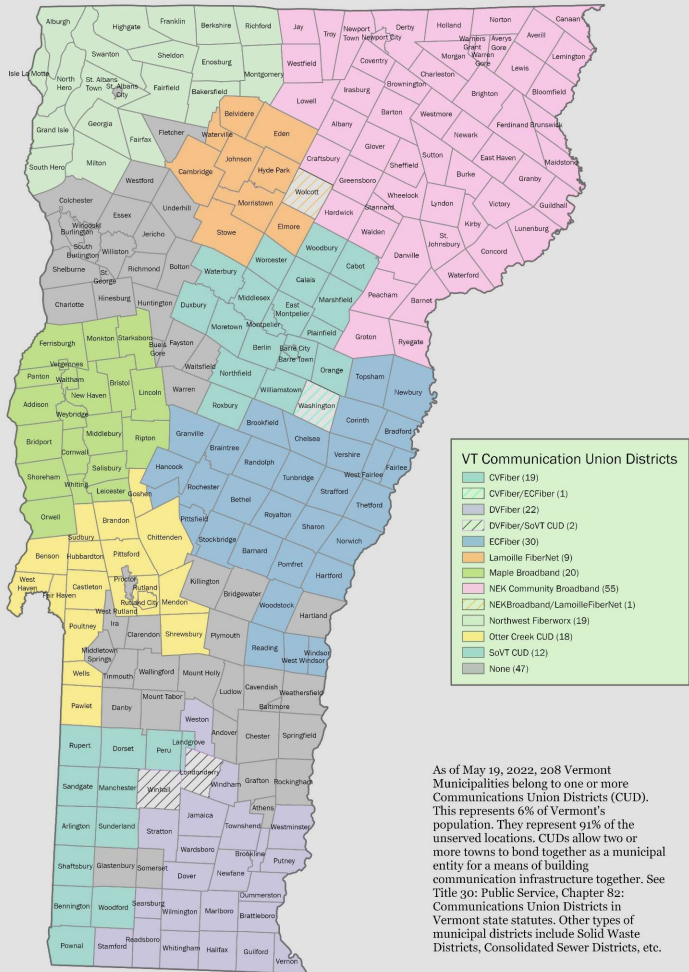 Alburgh
Highgate
Franklin
Berkshire
Richford
Jay
Troy
Newport Town
Newport City
Derby
Holland
Norton
Canaan
Warners Grant
Averys Gore
Warren Gore
Averill
Lemington
Isle La Motte
North Hero
Swanton
Sheldon
Enosburg
Montgomery
Westfield
Coventry
Morgan
Charleston
Lewis
Bloomfield
St. Albans Town
St. Albans City
Fairfield
Bakersfield
Lowell
Irasburg
Brownington
Brighton
Grand Isle
Georgia
Fairfax
Fletcher
Waterville
Belvidere
Eden
Albany
Barton
Westmore
Newark
Ferdinand
Brunswick
South Hero
Milton
Cambridge
Johnson
Hyde Park
Craftsbury
Glover
Sheffield
Sutton
East Haven
Maidstone
Westford
Underhill
Morristown
Wolcott
Greensboro
Wheelock
Burke
Granby
Guildhall
Colchester
Essex
Jericho
Stowe
Elmore
Hardwick
Stannard
Lyndon
Victory
Winooski
Burlington
South Burlington
Williston
Worcester
Woodbury
Walden
St. Johnsbury
Kirby
Lunenburg
Shelburne
St. George
Richmond
Bolton
Waterbury
Calais
Cabot
Danville
Concord
Waterford
Charlotte
Hinesburg
Huntington
Duxbury
Middlesex
East Montpelier
Marshfield
Peacham
Barnet
Ferrisburgh
Monkton
Starksboro
Buels Gore
Fayston
Moretown
Montpelier
Plainfield
Groton
Ryegate
Vergennes
Panton
Waltham
New Haven
Bristol
Lincoln
Waitsfield
Berlin
Barre City
Barre Town
Orange
Topsham
Newbury
Addison
Weybridge
Warren
Northfield
Williamstown
Washington
Corinth
Bridport
Middlebury
Ripton
Granville
Roxbury
Brookfield
Chelsea
Bradford
Cornwall
Salisbury
Hancock
Braintree
Randolph
Vershire
West Fairlee
Fairlee
Shoreham
Whiting
Leicester
Goshen
Rochester
Tunbridge
Strafford
Thetford
Orwell
Sudbury
Brandon
Chittenden
Pittsfield
Bethel
Royalton
Sharon
Norwich
Benson
Hubbardton
Pittsford
Stockbridge
Barnard
Pomfret
Hartford
West Haven
Fair Haven
Castleton
Proctor
Rutland
Rutland City
West Rutland
Mendon
Killington
Bridgewater
Woodstock
Hartland
Poultney
Ira
Clarendon
Shrewsbury
Plymouth
Reading
Windsor
West Windsor
Middletown Springs
Tinmouth
Wallingford
Mount Holly
Ludlow
Cavendish
Weathersfield
Wells
Baltimore
Pawlet
Danby
Mount Tabor
Weston
Andover
Chester
Springfield
Rupert
Dorset
Peru
Landgrove
Londonderry
Windham
Grafton
Rockingham
Sandgate
Manchester
Winhall
Jamaica
Athens
Arlington
Sunderland
Stratton
Townshend
Westminster
Wardsboro
Brookline
Shaftsbury
Glastenbury
Somerset
Dover
Newfane
Putney
Dummerston
Bennington
Woodford
Searsburg
Wilmington
Marlboro
Brattleboro
Pownal
Stamford
Readsboro
Whitingham
Halifax
Guilford
Vernon
VT Communication Union Districts
CVFiber (19)
CVFiber/ECFiber (1)
DVFiber (22)
DVFiber/SoVT CUD (2)
ECFiber (30)
Lamoille FiberNet (9)
Maple Broadband (20)
NEK Community Broadband (55)
NEKBroadband/LamoilleFiberNet (1)
Northwest Fiberworx (19)
Otter Creek CUD (18)
SoVT CUD (12)
None (47)
As of May 19, 2022, 208 Vermont
Municipalities belong to one or more
Communications Union Districts (CUD).
This represents 6% of Vermont's
population. They represent 91% of the
unserved locations. CUDs allow two or
more towns to bond together as a municipal
entity for a means of building
communication infrastructure together. See
Title 30: Public Service, Chapter 82:
Communications Union Districts in
Vermont state statutes. Other types of
municipal districts include Solid Waste
Districts, Consolidated Sewer Districts, etc.